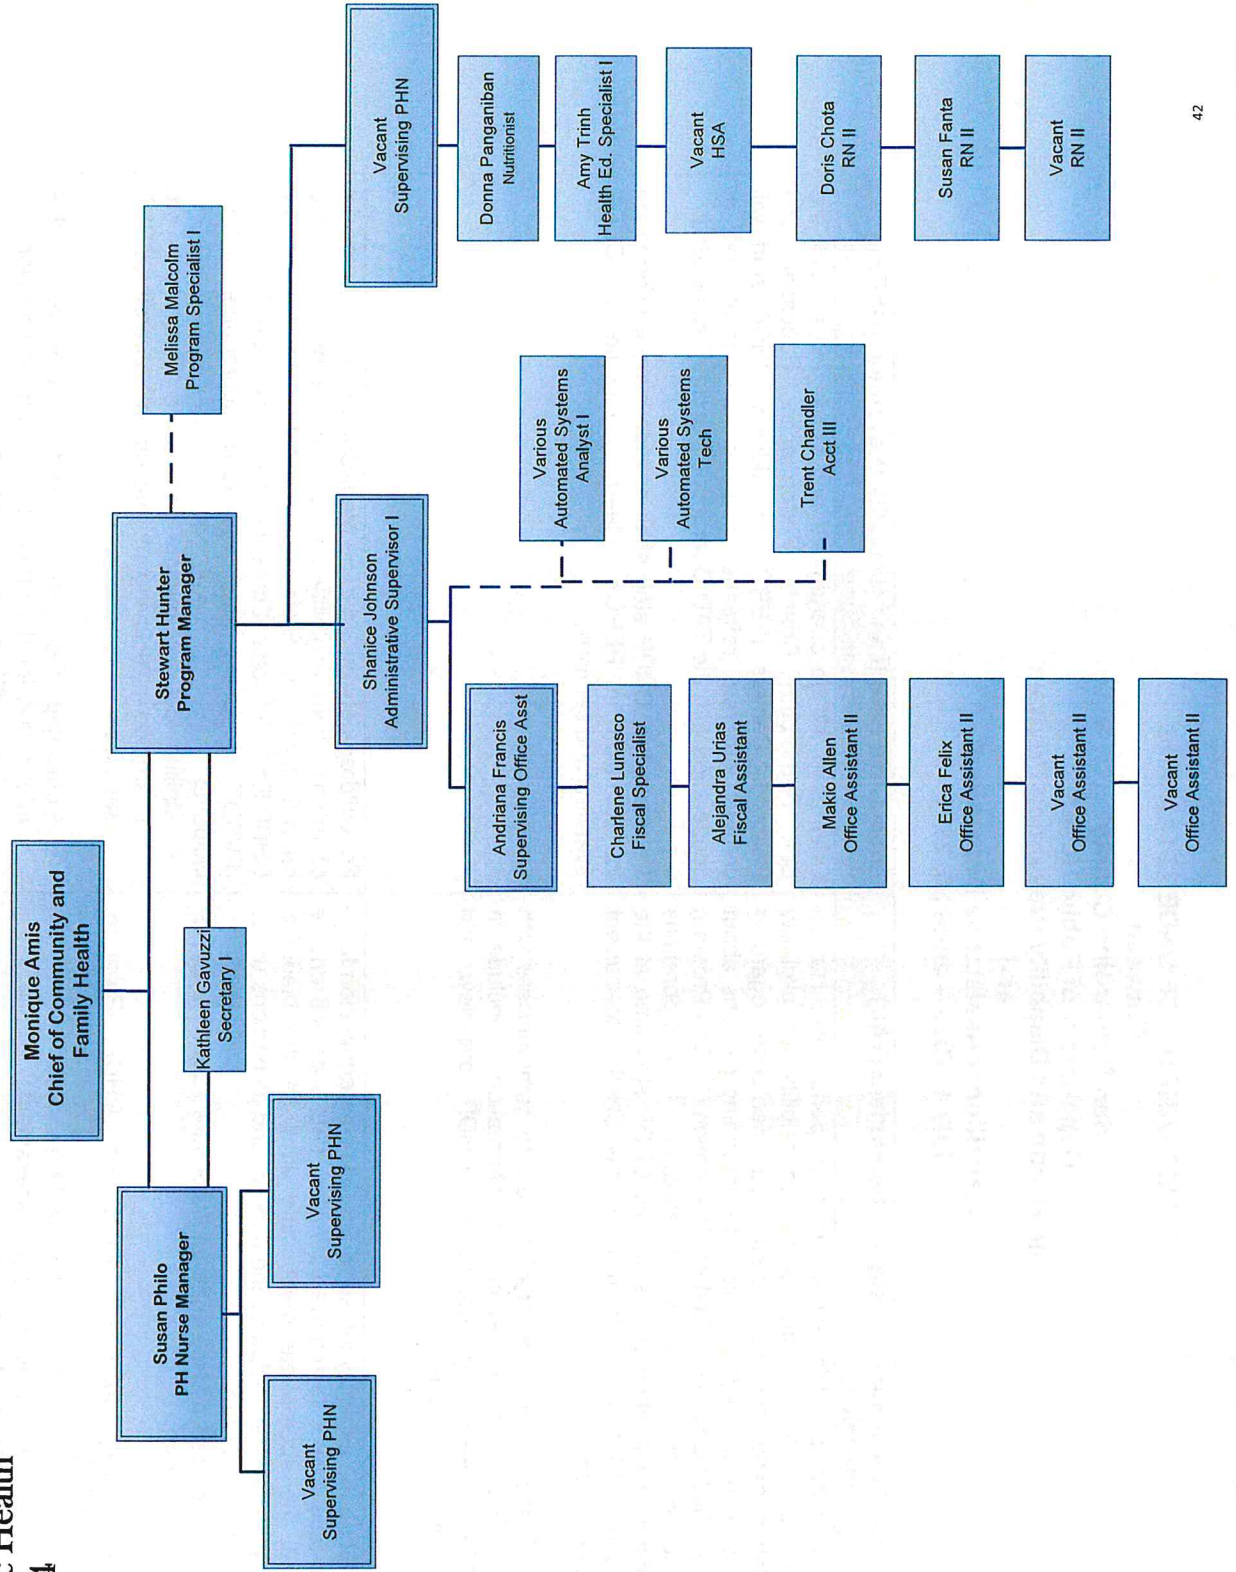 Health
Monique Amis
Chief of Community and
Family Health
Susan Philo
PH Nurse Manager
Kathleen Gavuzzi
Secretary I
Stewart Hunter
Program Manager
Melissa Malcolm
Program Specialist I
Vacant
Supervising PHN
Vacant
Supervising PHN
Shanice Johnson
Administrative Supervisor I
Vacant
Supervising PHN
Andriana Francis
Supervising Office Asst
Charlene Lunasco
Fiscal Specialist
Alejandra Urias
Fiscal Assistant
Makio Allen
Office Assistant II
Erica Felix
Office Assistant II
Vacant
Office Assistant II
Vacant
Office Assistant II
Various
Automated Systems
Analyst I
Various
Automated Systems
Tech
Trent Chandler
Acct III
Donna Panganiban
Nutritionist
Amy Trinh
Health Ed. Specialist I
Vacant
HSA
Doris Chota
RN II
Susan Fanta
RN II
Vacant
RN II
42